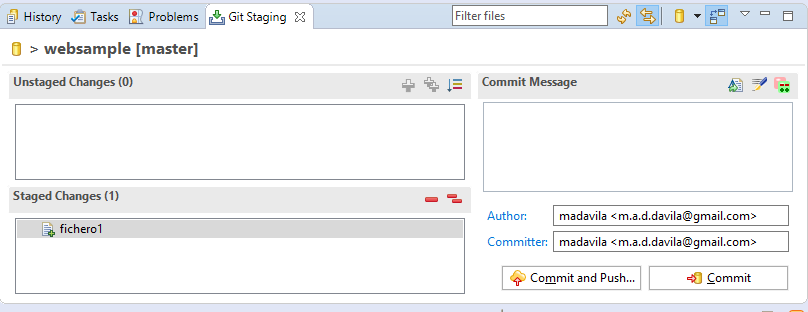 History Tasks Problems Git Staging Filter files
> websample [master]
Unstaged Changes (0)
Staged Changes (1)
fichero1
Commit Message
Author: madavila <m.a.d.davila@gmail.com>
Committer: madavila <m.a.d.davila@gmail.com>
Commit and Push... Commit